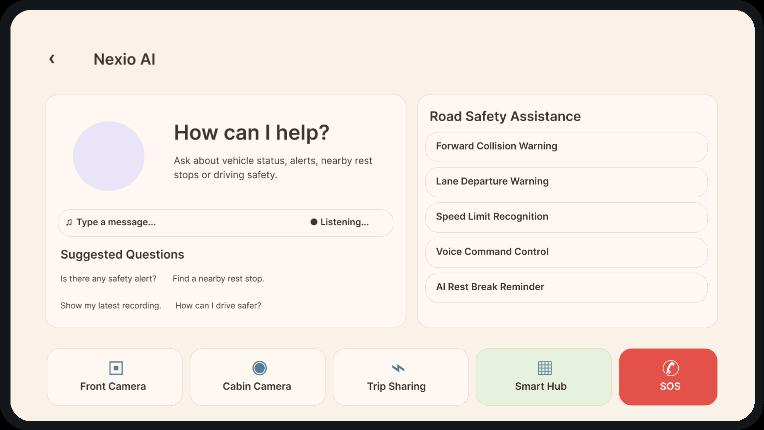 Nexio AI
How can I help?
Ask about vehicle status, alerts, nearby rest
stops or driving safety.
Type a message...
Listening...
Suggested Questions
Is there any safety alert?
Find a nearby rest stop.
Show my latest recording.
How can I drive safer?
Road Safety Assistance
Forward Collision Warning
Lane Departure Warning
Speed Limit Recognition
Voice Command Control
AI Rest Break Reminder
Front Camera
Cabin Camera
Trip Sharing
Smart Hub
SOS